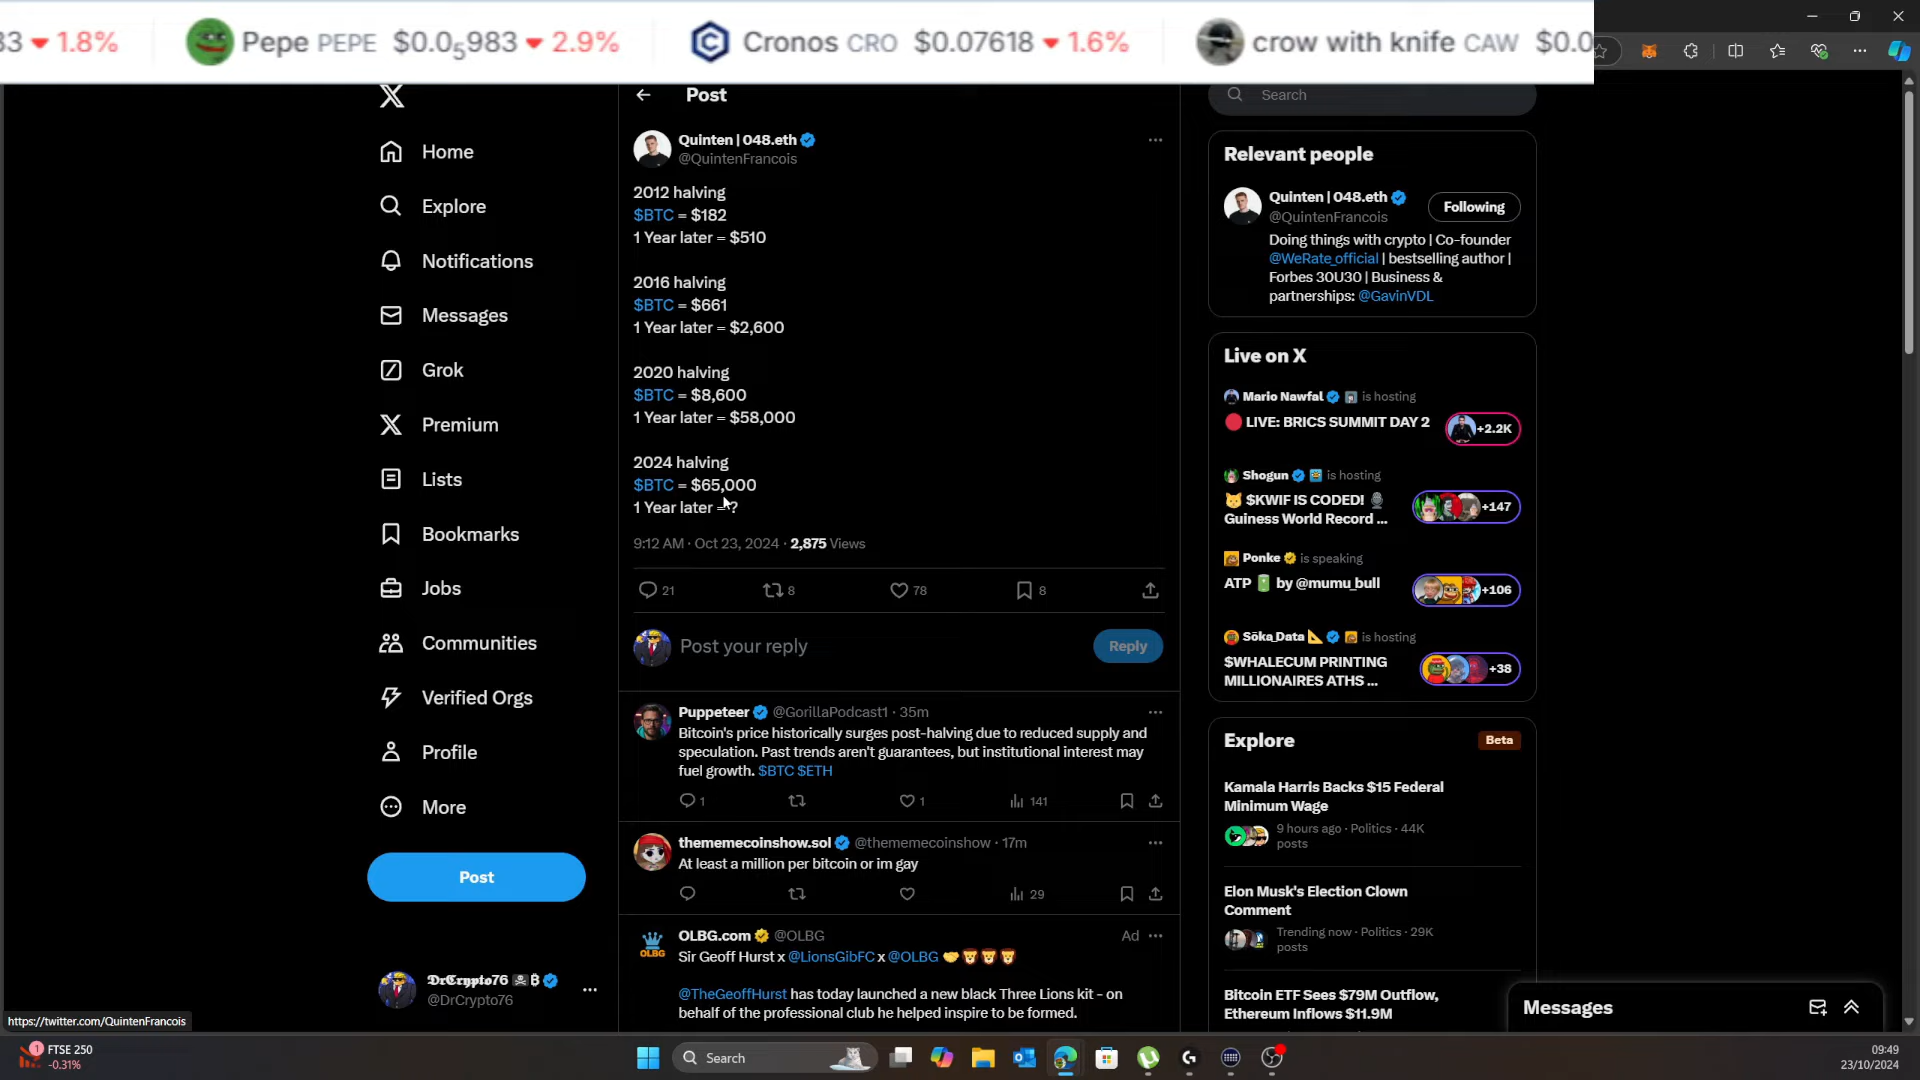 33 ▼ 1.8%
Pepe PEPE $0.0₅983 ▼ 2.9%
Cronos CRO $0.07618 ▼ 1.6%
crow with knife CAW $0.0
X
Home
Explore
Notifications
Messages
Grok
Premium
Lists
Bookmarks
Jobs
Communities
Verified Orgs
Profile
More
Post
DrCrypto76
@DrCrypto76
https://twitter.com/QuintenFrancois
Post
Quinten | 048.eth
@QuintenFrancois
2012 halving
$BTC = $182
1 Year later = $510
2016 halving
$BTC = $661
1 Year later = $2,600
2020 halving
$BTC = $8,600
1 Year later = $58,000
2024 halving
$BTC = $65,000
1 Year later = ?
9:12 AM · Oct 23, 2024 · 2,875 Views
21 8 78 8
Post your reply
Reply
Puppeteer @GorillaPodcast1 · 35m
Bitcoin's price historically surges post-halving due to reduced supply and
speculation. Past trends aren't guarantees, but institutional interest may
fuel growth. $BTC $ETH
1 1 141
thememecoinshow.sol @thememecoinshow · 17m
At least a million per bitcoin or im gay
29
OLBG.com @OLBG Ad
OLBG
Sir Geoff Hurst x @LionsGibFC x @OLBG 🤝🦁🦁🦁
@TheGeoffHurst has today launched a new black Three Lions kit - on
behalf of the professional club he helped inspire to be formed.
Search
Relevant people
Quinten | 048.eth
@QuintenFrancois
Following
Doing things with crypto | Co-founder
@WeRate_official | bestselling author |
Forbes 30U30 | Business &
partnerships: @GavinVDL
Live on X
Mario Nawfal is hosting
🔴 LIVE: BRICS SUMMIT DAY 2
+2.2K
Shogun is hosting
$KWIF IS CODED! 🎙️
Guiness World Record ...
+147
Ponke is speaking
ATP 🔋 by @mumu_bull
+106
Sōka_Data 📐 is hosting
$WHALECUM PRINTING
MILLIONAIRES ATHS ...
+38
Explore
Beta
Kamala Harris Backs $15 Federal
Minimum Wage
9 hours ago · Politics · 44K
posts
Elon Musk's Election Clown
Comment
Trending now · Politics · 29K
posts
Bitcoin ETF Sees $79M Outflow,
Ethereum Inflows $11.9M
Messages
1
FTSE 250
-0.31%
Search
09:49
23/10/2024